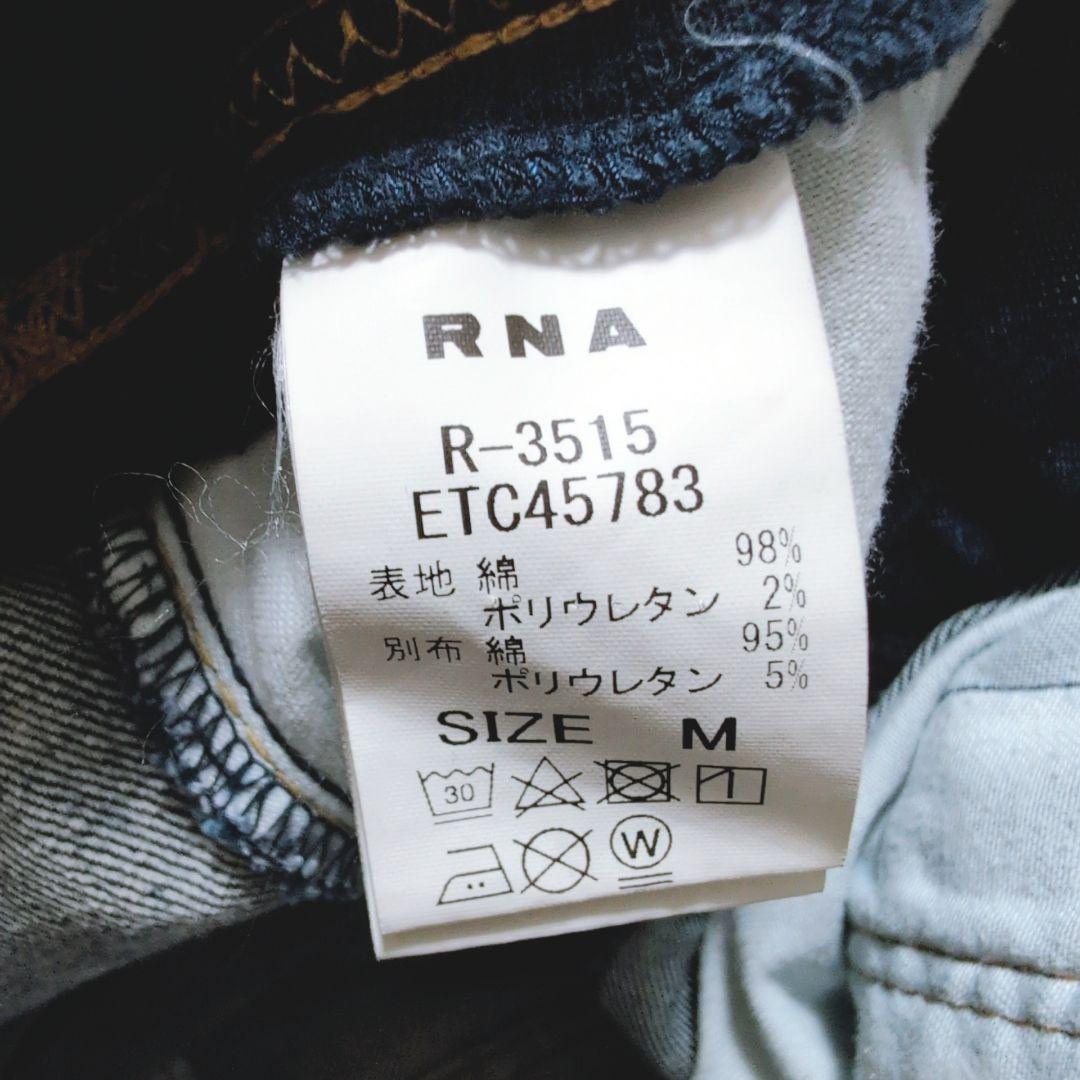 RNA
R-3515
ETC45783
表地 綿 98%
ポリウレタン 2%
別布 綿 95%
ポリウレタン 5%
SIZE M
30
W